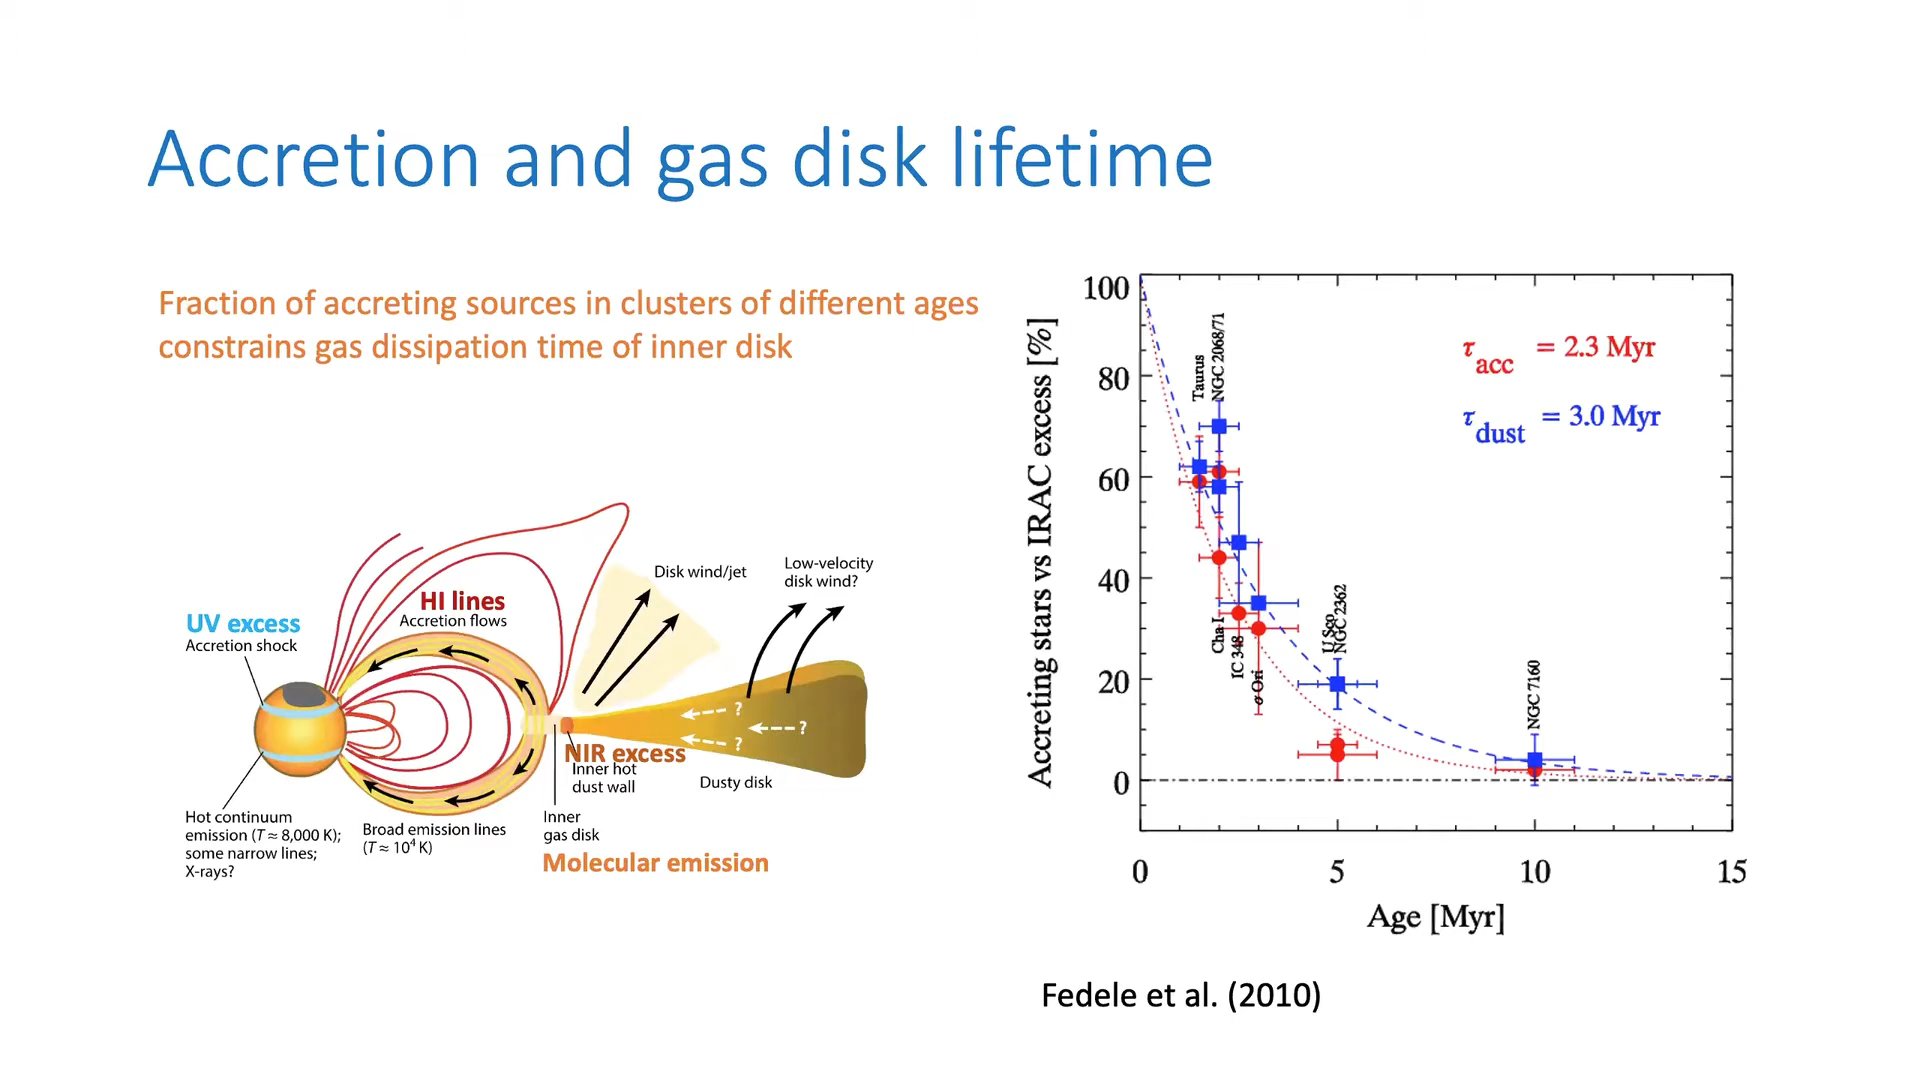 Accretion and gas disk lifetime
Fraction of accreting sources in clusters of different ages
constrains gas dissipation time of inner disk
UV excess
Accretion shock
HI lines
Accretion flows
Disk wind/jet
Low-velocity
disk wind?
?
?
?
NIR excess
Inner hot
dust wall
Dusty disk
Hot continuum
emission (T ≈ 8,000 K);
some narrow lines;
X-rays?
Broad emission lines
(T ≈ 10⁴ K)
Inner
gas disk
Molecular emission
Accreting stars vs IRAC excess [%]
100
80
60
40
20
0
Taurus
NGC 2068/71
Cha I
IC 348
σ Ori
U Sco
NGC 2362
NGC 7160
τacc = 2.3 Myr
τdust = 3.0 Myr
0 5 10 15
Age [Myr]
Fedele et al. (2010)